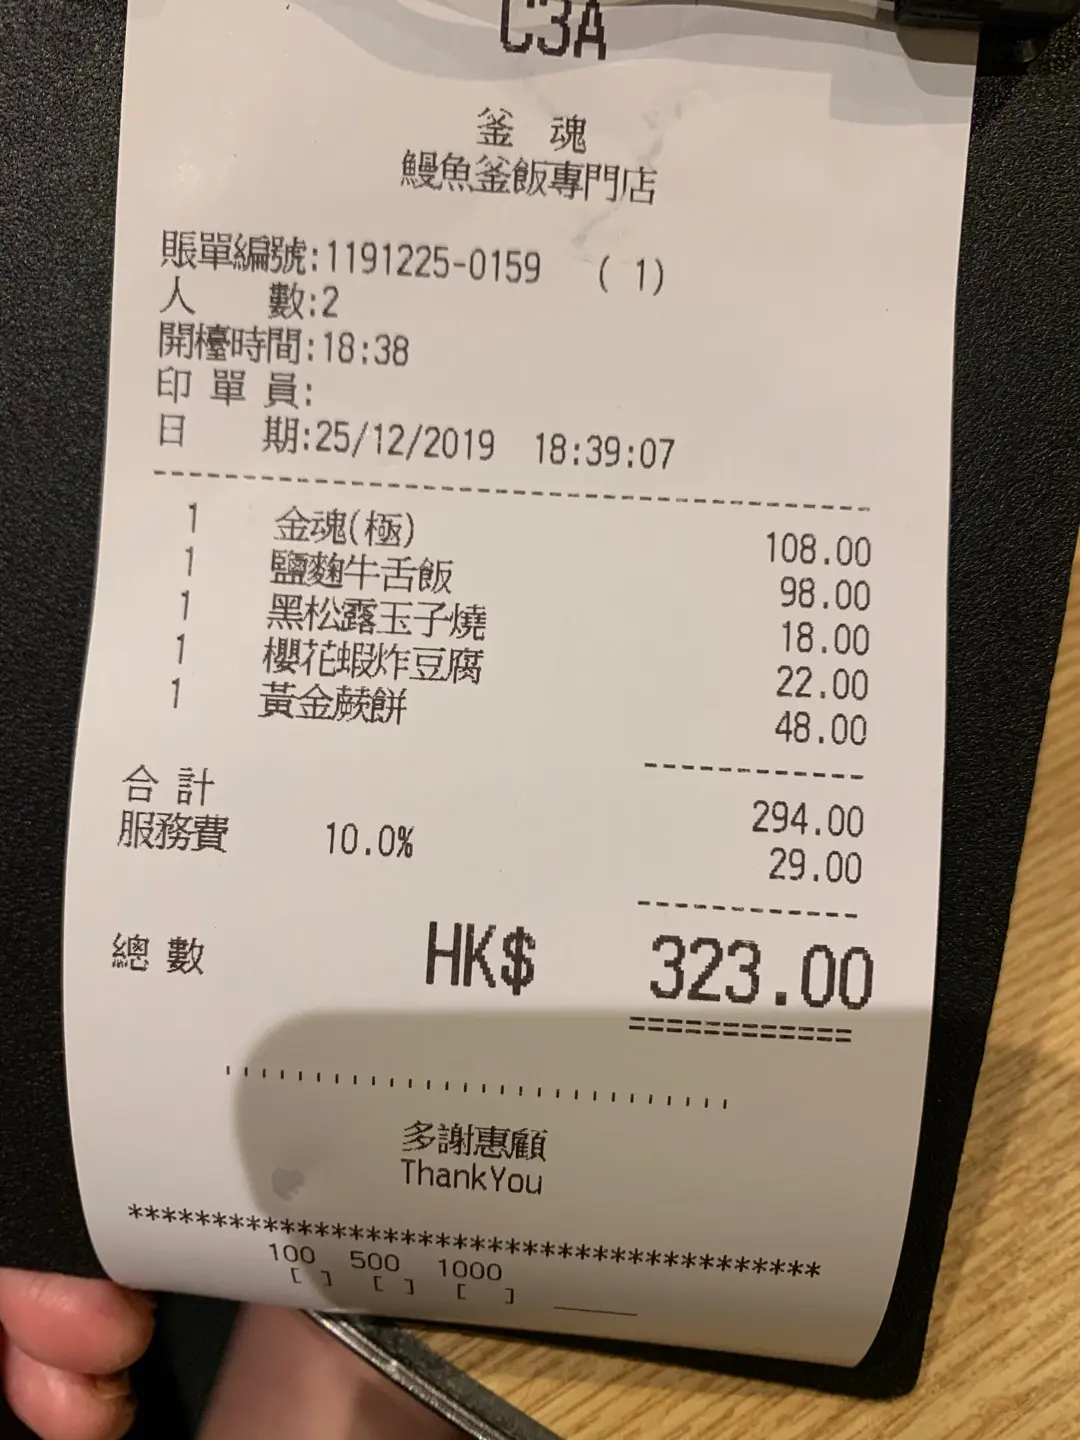 C3A
釜 魂
鰻魚釜飯專門店
賬單編號:1191225-0159 ( 1)
人 數:2
開檯時間:18:38
印 單 員:
日 期:25/12/2019 18:39:07
1 金魂(極) 108.00
1 鹽麴牛舌飯 98.00
1 黑松露玉子燒 18.00
1 櫻花蝦炸豆腐 22.00
1 黃金蕨餅 48.00
合 計 294.00
服務費 10.0% 29.00
總 數 HK$ 323.00
多謝惠顧
ThankYou
****************************************
100 500 1000
[ ] [ ] [ ] ______